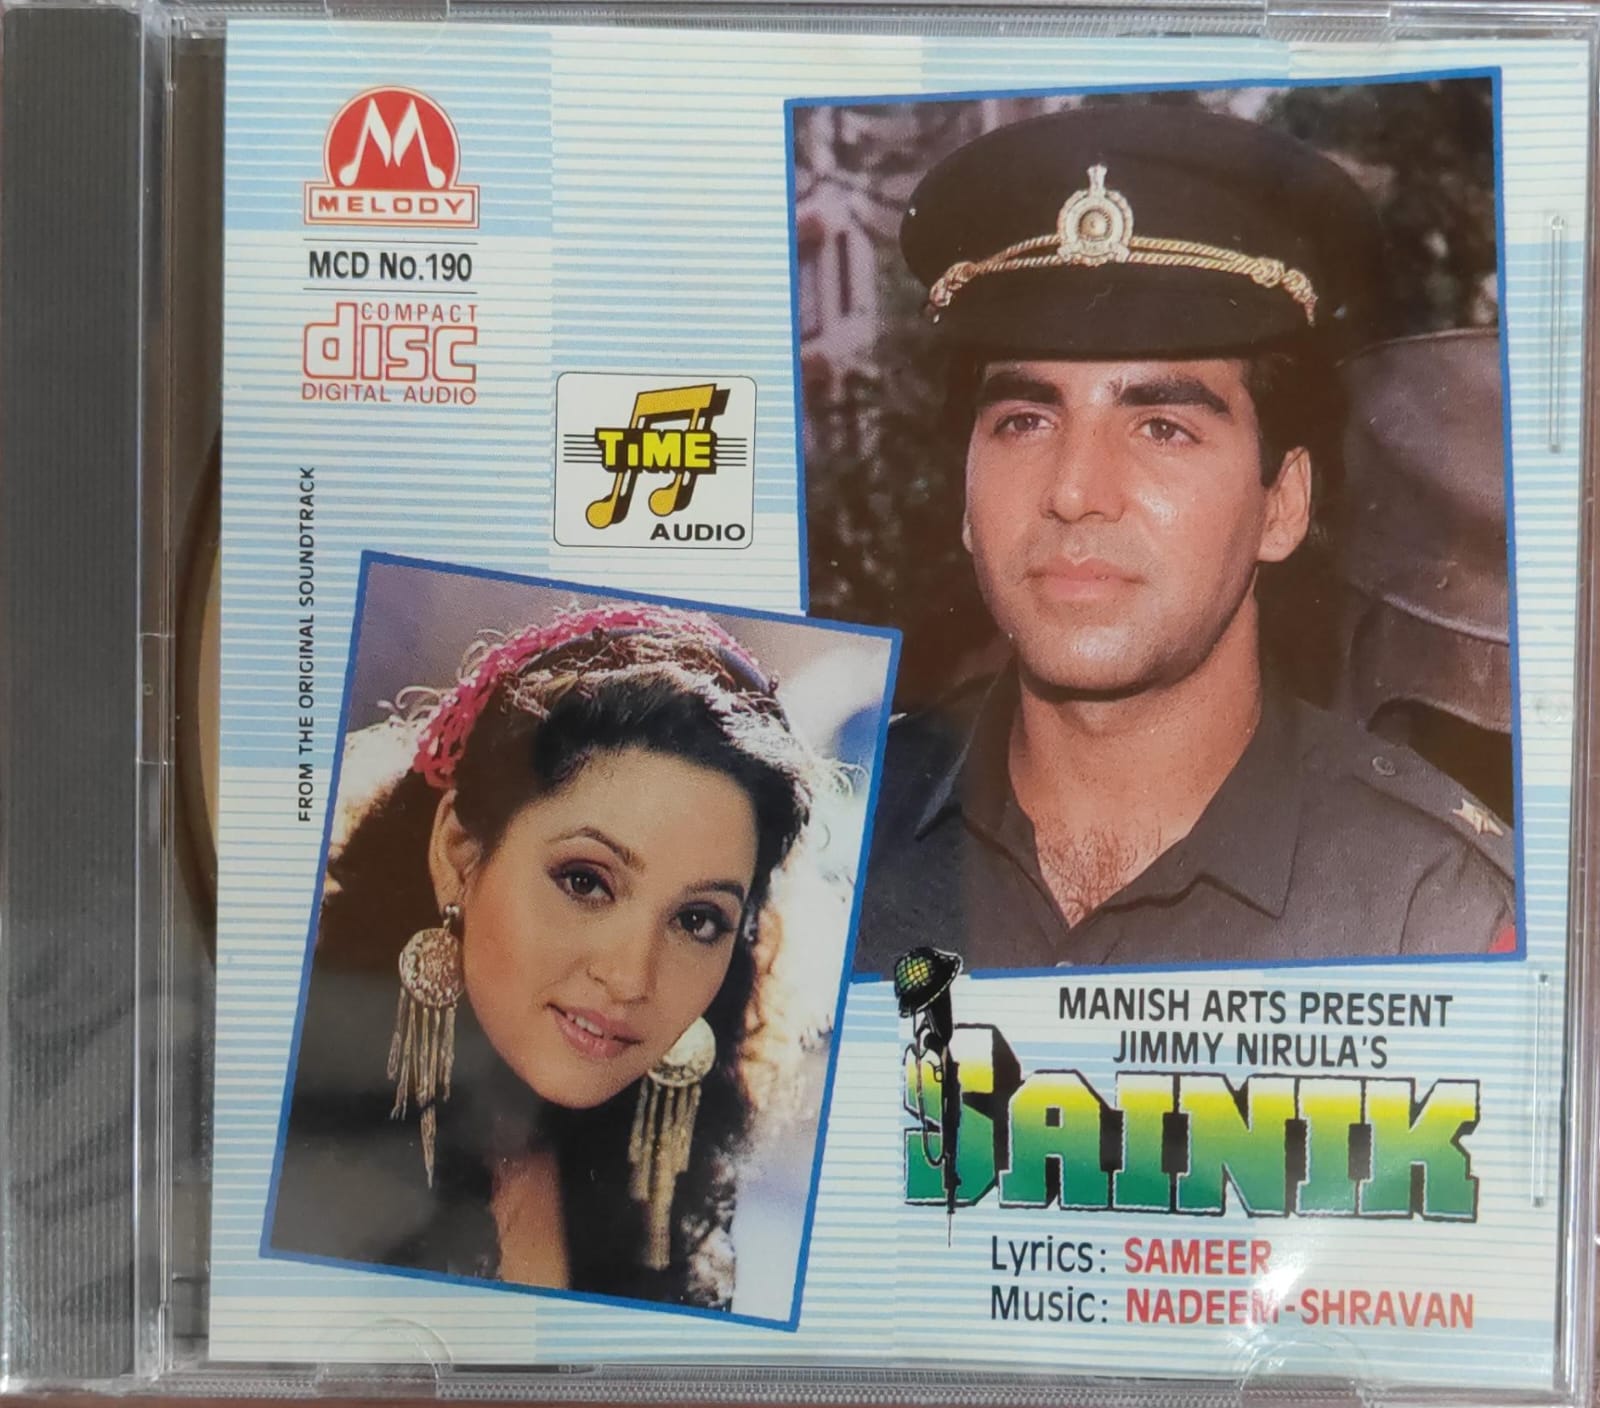 M
MELODY
MCD No.190
COMPACT
disc
DIGITAL AUDIO
TiME
AUDIO
FROM THE ORIGINAL SOUNDTRACK
MANISH ARTS PRESENT
JIMMY NIRULA'S
SAINIK
Lyrics: SAMEER
Music: NADEEM-SHRAVAN